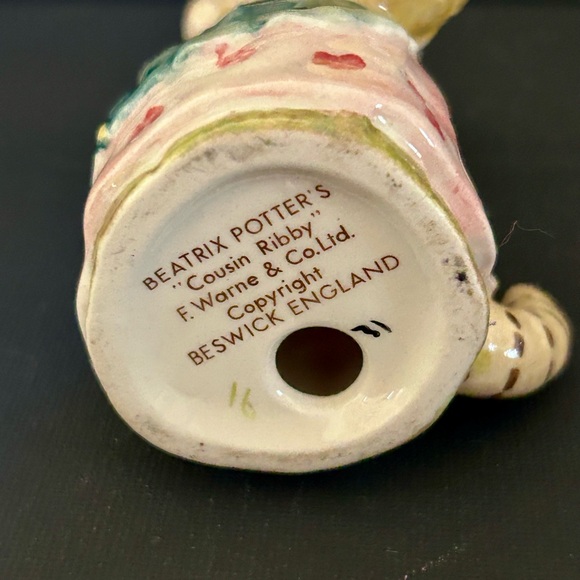 BEATRIX POTTER'S
"Cousin Ribby"
F. Warne & Co. Ltd.
Copyright
BESWICK ENGLAND
16